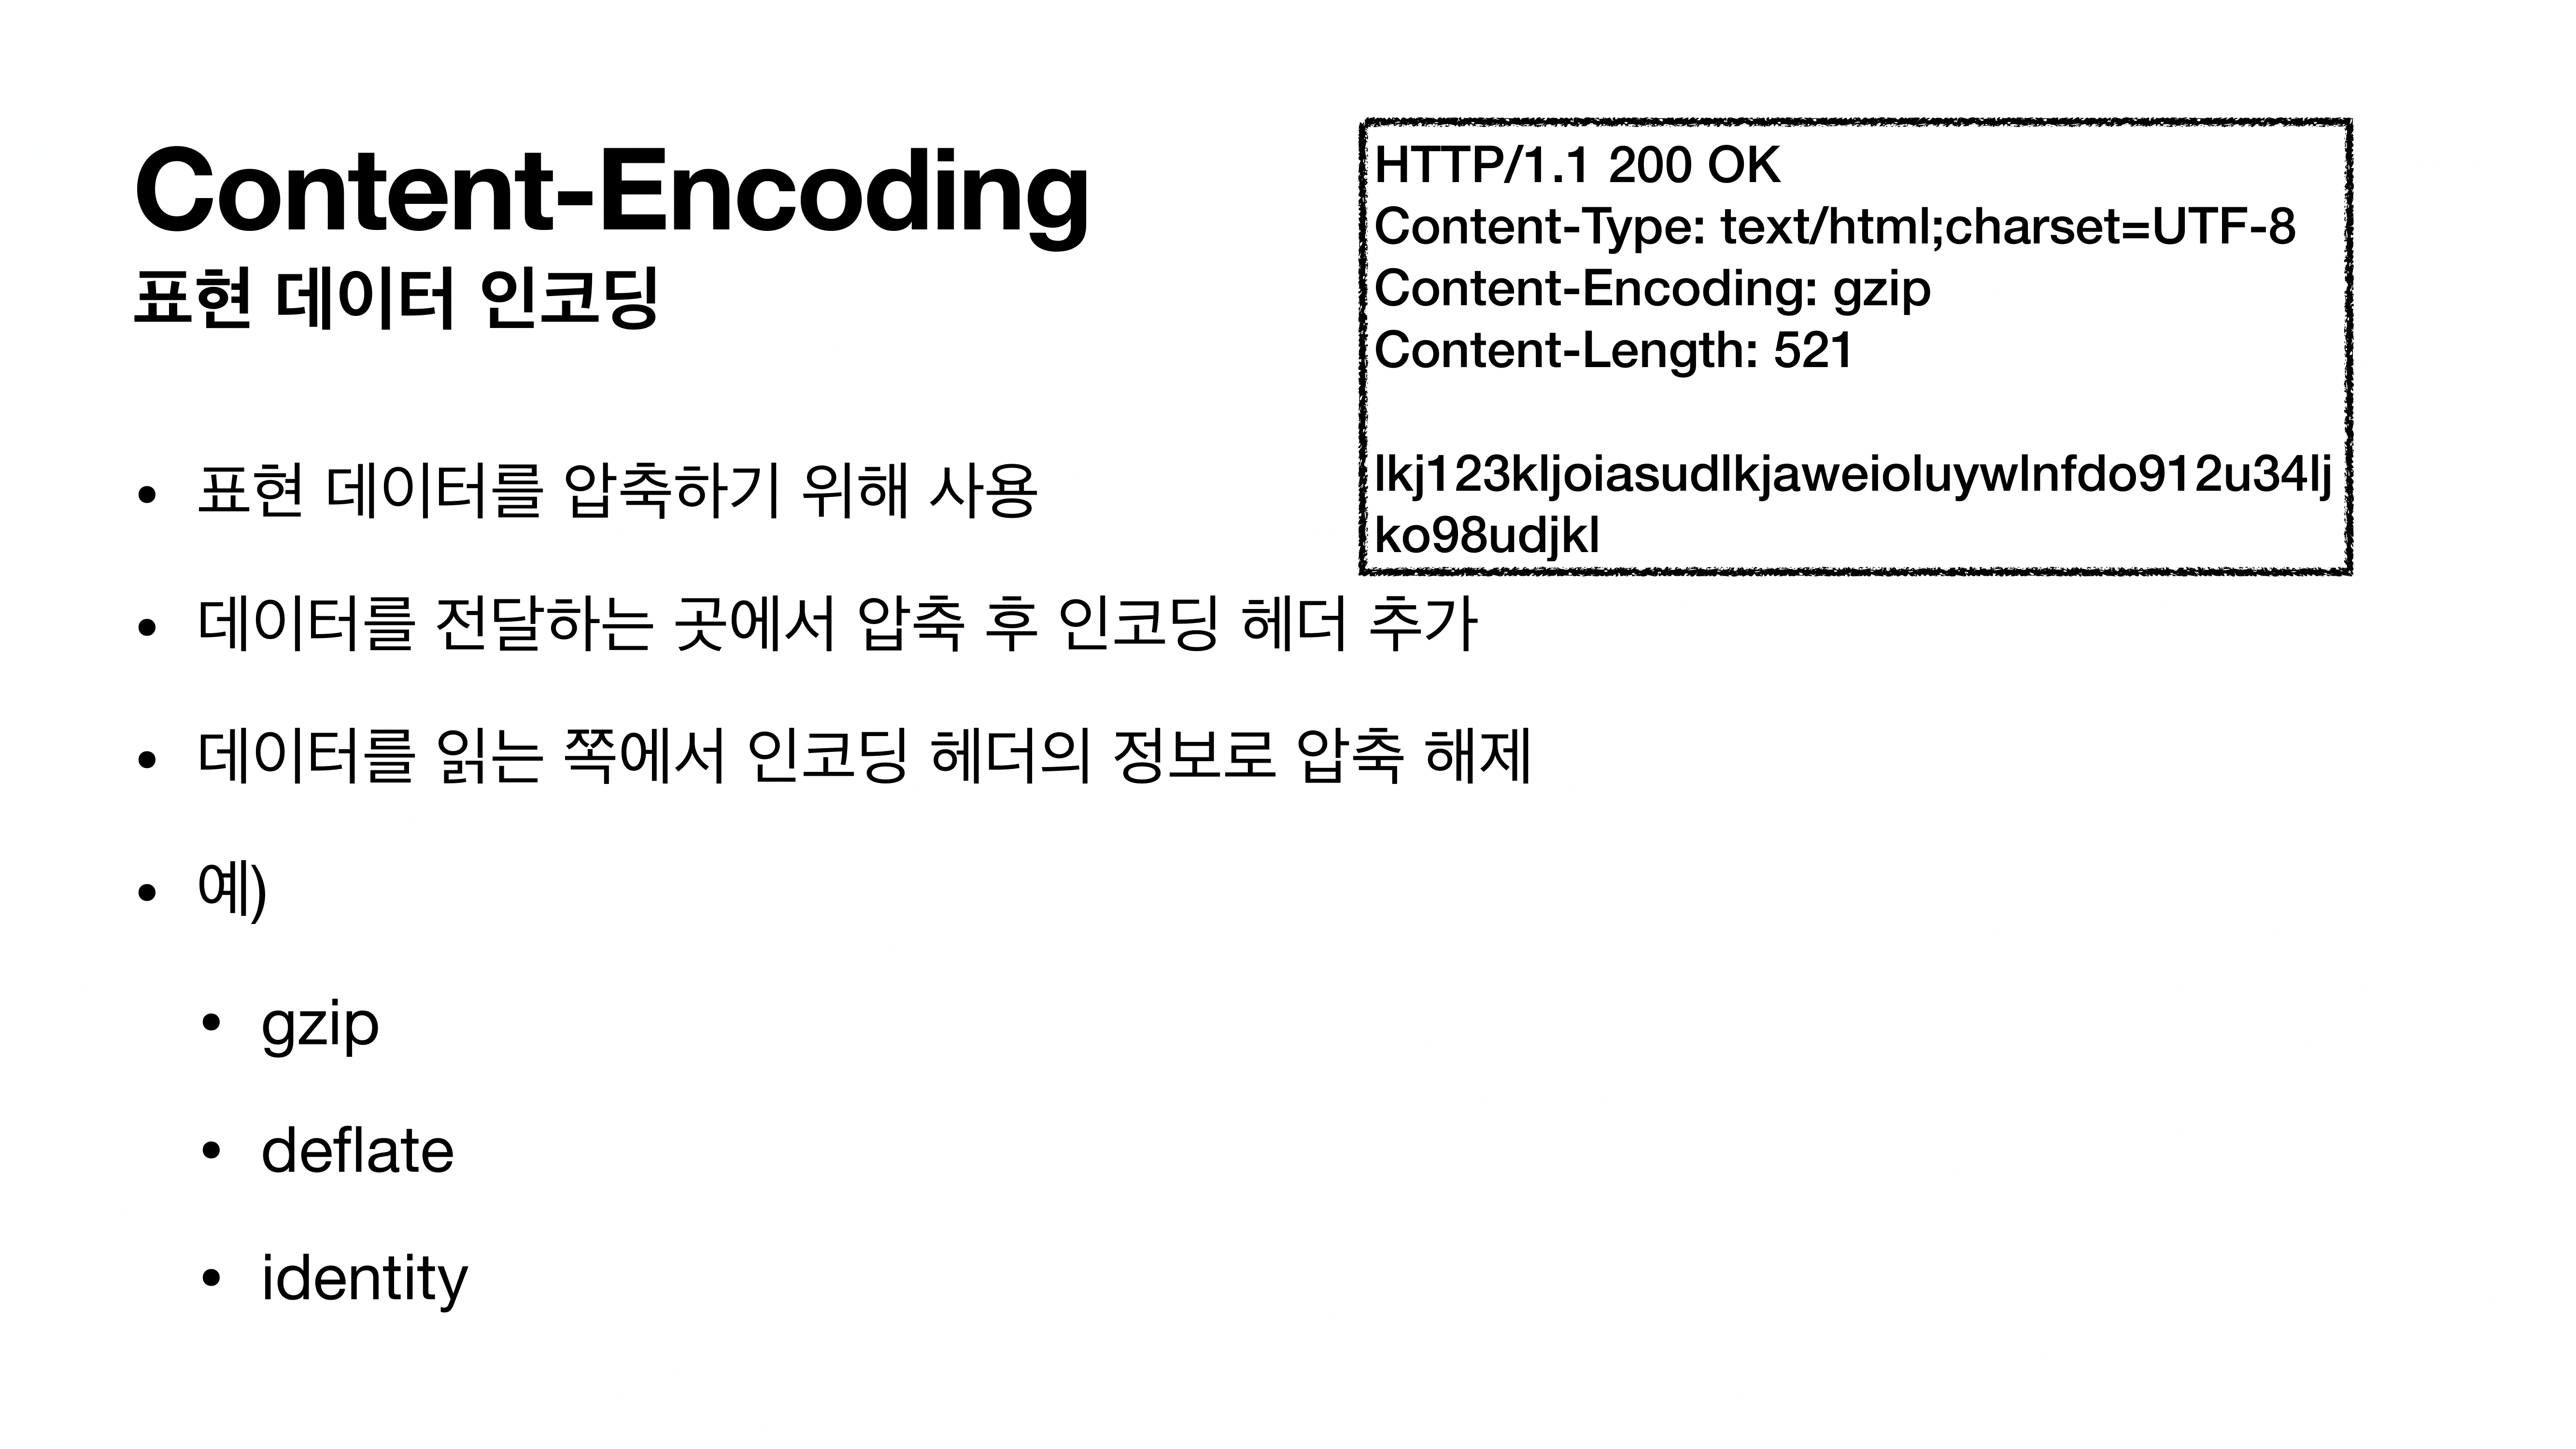 Content-Encoding
표현 데이터 인코딩
HTTP/1.1 200 OK
Content-Type: text/html;charset=UTF-8
Content-Encoding: gzip
Content-Length: 521
lkj123kljoiasudlkjaweioluywlnfdo912u34lj
ko98udjkl
• 표현 데이터를 압축하기 위해 사용
• 데이터를 전달하는 곳에서 압축 후 인코딩 헤더 추가
• 데이터를 읽는 쪽에서 인코딩 헤더의 정보로 압축 해제
• 예)
• gzip
• deflate
• identity